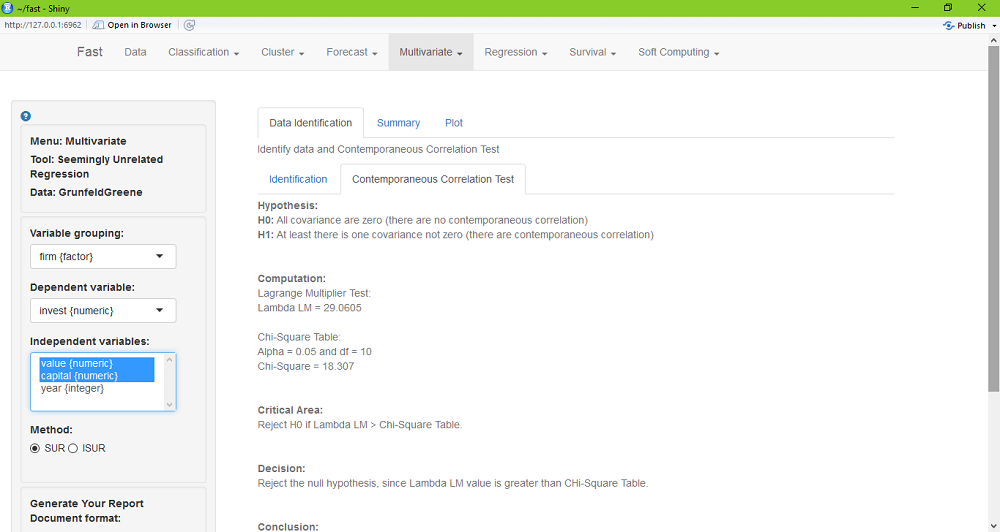 ~/fast - Shiny
http://127.0.0.1:6962 Open in Browser Publish
Fast Data Classification Cluster Forecast Multivariate Regression Survival Soft Computing
?
Menu: Multivariate
Tool: Seemingly Unrelated
Regression
Data: GrunfeldGreene
Variable grouping:
firm {factor}
Dependent variable:
invest {numeric}
Independent variables:
value {numeric}
capital {numeric}
year {integer}
Method:
SUR ISUR
Generate Your Report
Document format:
Data Identification Summary Plot
Identify data and Contemporaneous Correlation Test
Identification Contemporaneous Correlation Test
Hypothesis:
H0: All covariance are zero (there are no contemporaneous correlation)
H1: At least there is one covariance not zero (there are contemporaneous correlation)
Computation:
Lagrange Multiplier Test:
Lambda LM = 29.0605
Chi-Square Table:
Alpha = 0.05 and df = 10
Chi-Square = 18.307
Critical Area:
Reject H0 if Lambda LM > Chi-Square Table.
Decision:
Reject the null hypothesis, since Lambda LM value is greater than CHi-Square Table.
Conclusion: